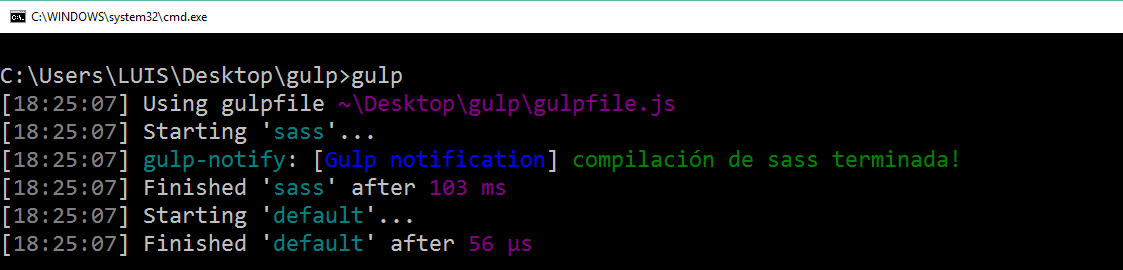 C:\WINDOWS\system32\cmd.exe
C:\Users\LUIS\Desktop\gulp>gulp
[18:25:07] Using gulpfile ~\Desktop\gulp\gulpfile.js
[18:25:07] Starting 'sass'...
[18:25:07] gulp-notify: [Gulp notification] compilación de sass terminada!
[18:25:07] Finished 'sass' after 103 ms
[18:25:07] Starting 'default'...
[18:25:07] Finished 'default' after 56 µs